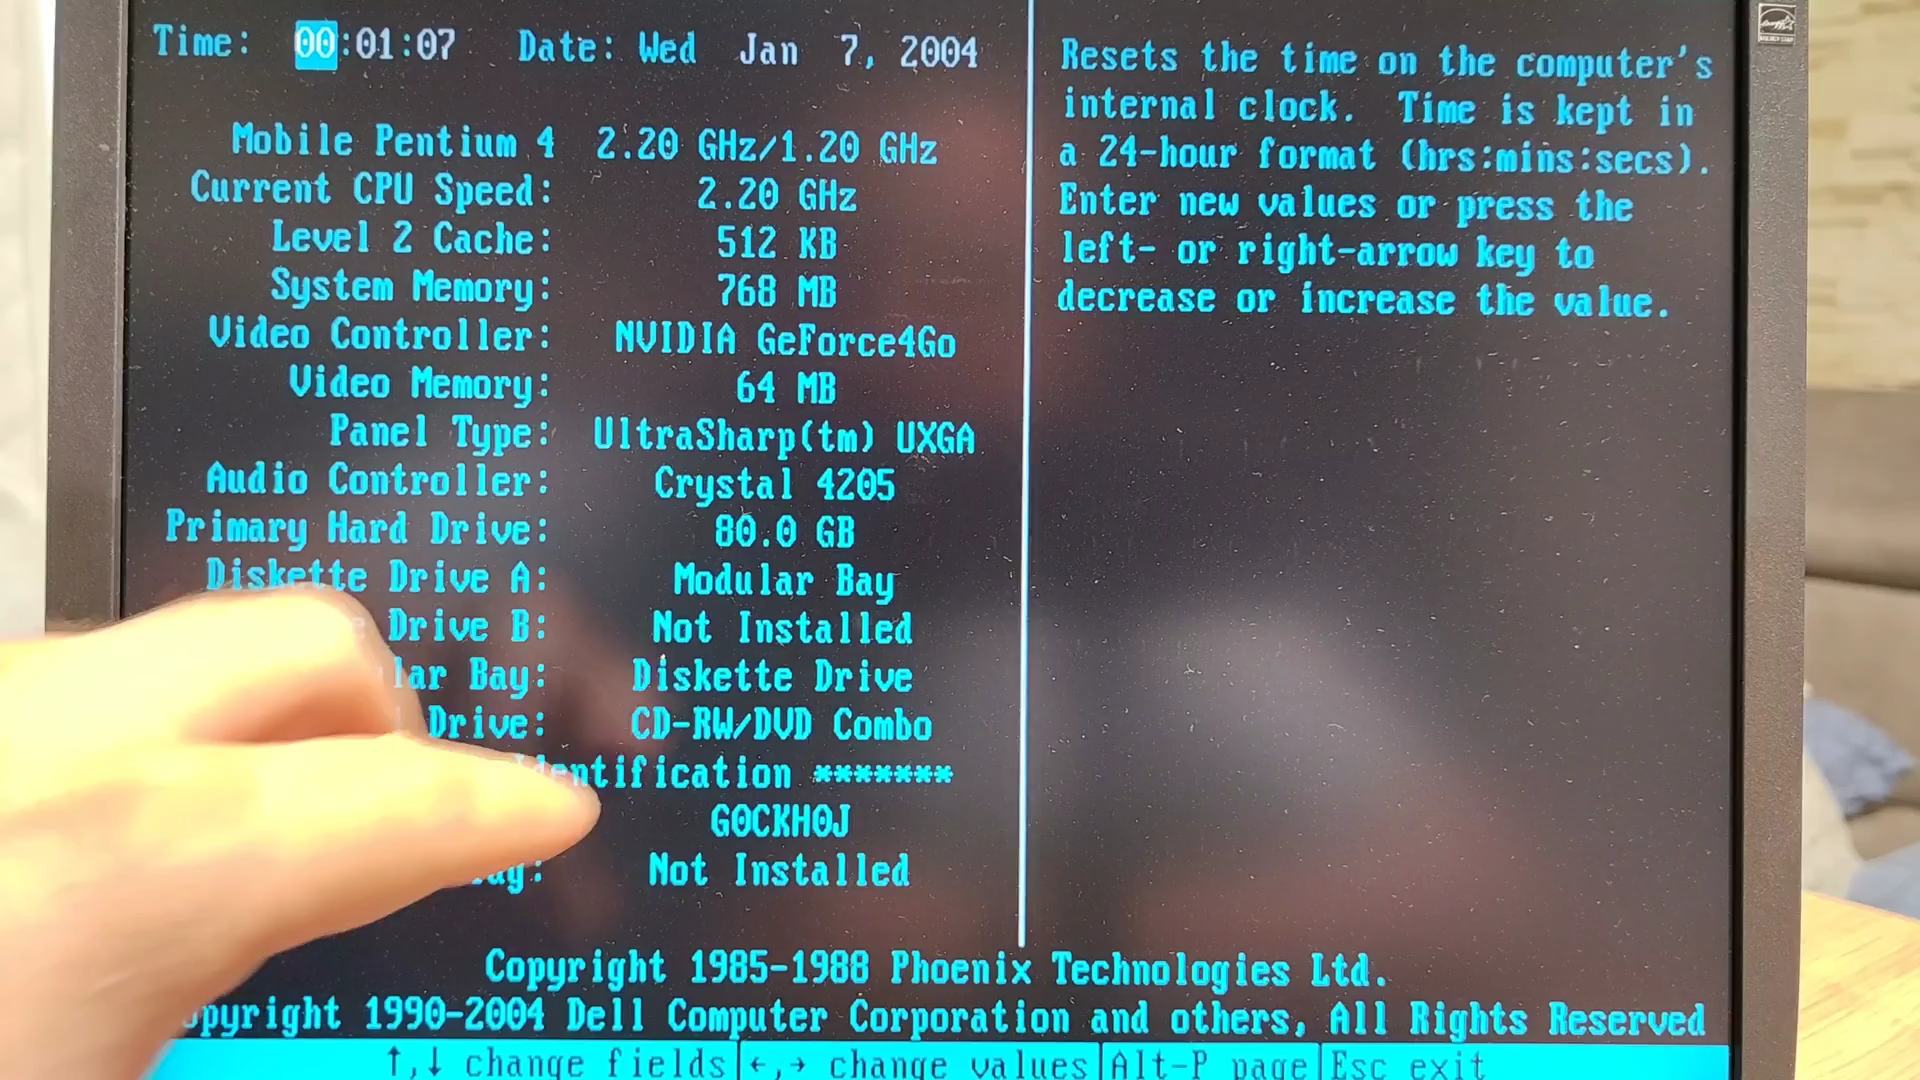 Time: 00:01:07 Date: Wed Jan 7, 2004
Mobile Pentium 4 2.20 GHz/1.20 GHz
Current CPU Speed: 2.20 GHz
Level 2 Cache: 512 KB
System Memory: 768 MB
Video Controller: NVIDIA GeForce4Go
Video Memory: 64 MB
Panel Type: UltraSharp(tm) UXGA
Audio Controller: Crystal 4205
Primary Hard Drive: 80.0 GB
Diskette Drive A: Modular Bay
Drive B: Not Installed
Bay: Diskette Drive
Drive: CD-RW/DVD Combo
*******
G0CKH0J
Not Installed
Resets the time on the computer's
internal clock. Time is kept in
a 24-hour format (hrs:mins:secs).
Enter new values or press the
left- or right-arrow key to
decrease or increase the value.
Copyright 1985-1988 Phoenix Technologies Ltd.
1990-2004 Dell Computer Corporation and others, All Rights Reserved
↑,↓ change fields|←,→ change values|Alt-P page|Esc exit